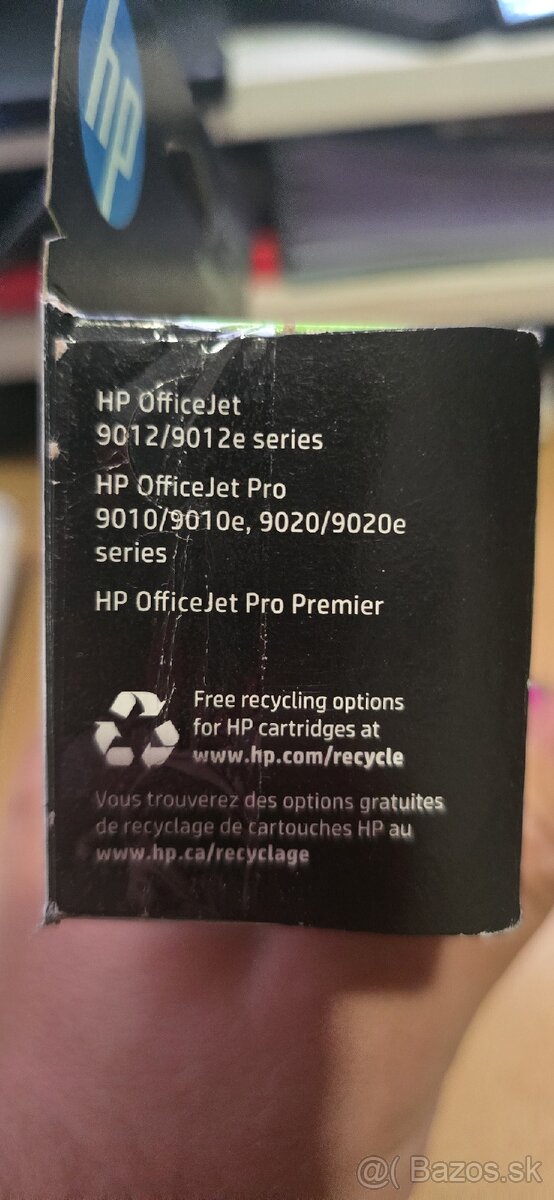 hp
HP OfficeJet
9012/9012e series
HP OfficeJet Pro
9010/9010e, 9020/9020e
series
HP OfficeJet Pro Premier
Free recycling options
for HP cartridges at
www.hp.com/recycle
Vous trouverez des options gratuites
de recyclage de cartouches HP au
www.hp.ca/recyclage
@( Bazos.sk